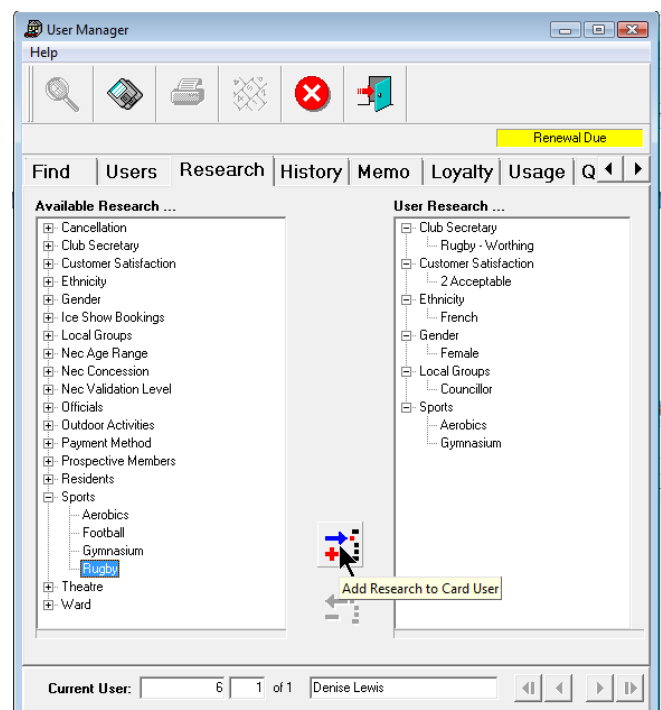 User Manager
Help
Renewal Due
Find Users Research History Memo Loyalty Usage Q
Available Research ...
Cancellation
Club Secretary
Customer Satisfaction
Ethnicity
Gender
Ice Show Bookings
Local Groups
Nec Age Range
Nec Concession
Nec Validation Level
Officials
Outdoor Activities
Payment Method
Prospective Members
Residents
Sports
Aerobics
Football
Gymnasium
Rugby
Theatre
Ward
User Research ...
Club Secretary
Rugby - Worthing
Customer Satisfaction
2 Acceptable
Ethnicity
French
Gender
Female
Local Groups
Councillor
Sports
Aerobics
Gymnasium
Add Research to Card User
Current User: 6 1 of 1 Denise Lewis